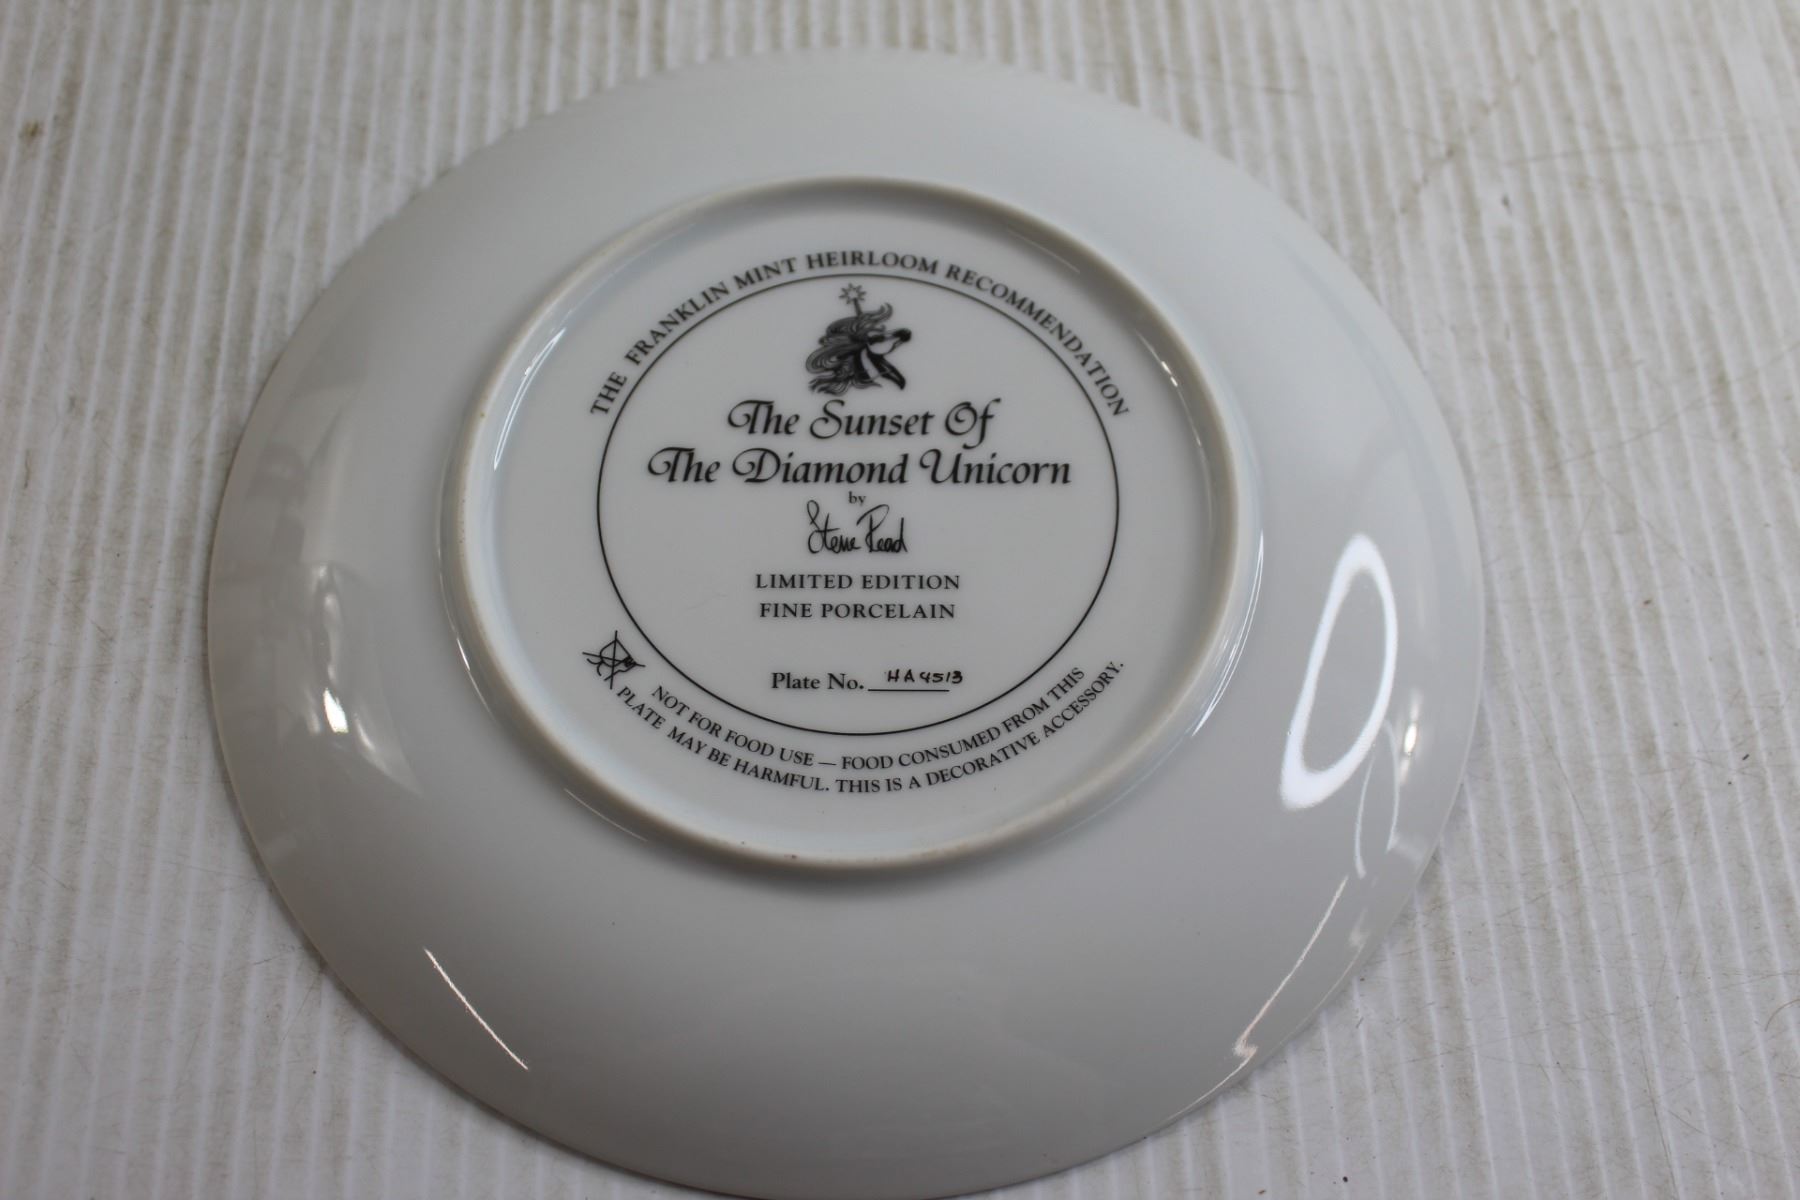 THE FRANKLIN MINT HEIRLOOM RECOMMENDATION
The Sunset Of
The Diamond Unicorn
by
Steve Read
LIMITED EDITION
FINE PORCELAIN
Plate No. HA4513
NOT FOR FOOD USE — FOOD CONSUMED FROM THIS
PLATE MAY BE HARMFUL. THIS IS A DECORATIVE ACCESSORY.